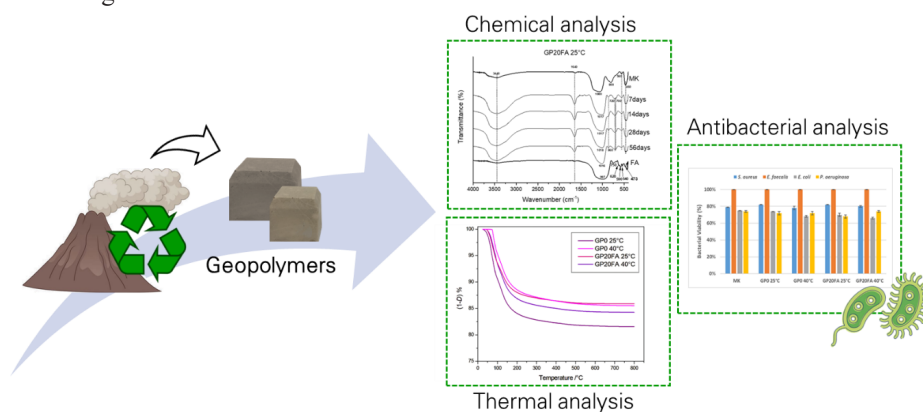 Chemical analysis
GP20FA 25°C
MK
7days
14days
28days
56days
FA
Transmittance (%)
4000 3500 3000 2500 2000 1500 1000 500
Wavenumber (cm⁻¹)
Geopolymers
GP0 25°C
GP0 40°C
GP20FA 25°C
GP20FA 40°C
(1-D) %
100
95
90
85
80
75
0 100 200 300 400 500 600 700 800 900
Temperature /°C
Thermal analysis
Antibacterial analysis
S. aureus E. faecalis E. coli P. aeruginosa
Bacterial Viability (%)
100%
80%
60%
40%
20%
0%
MK GP0 25°C GP0 40°C GP20FA 25°C GP20FA 40°C